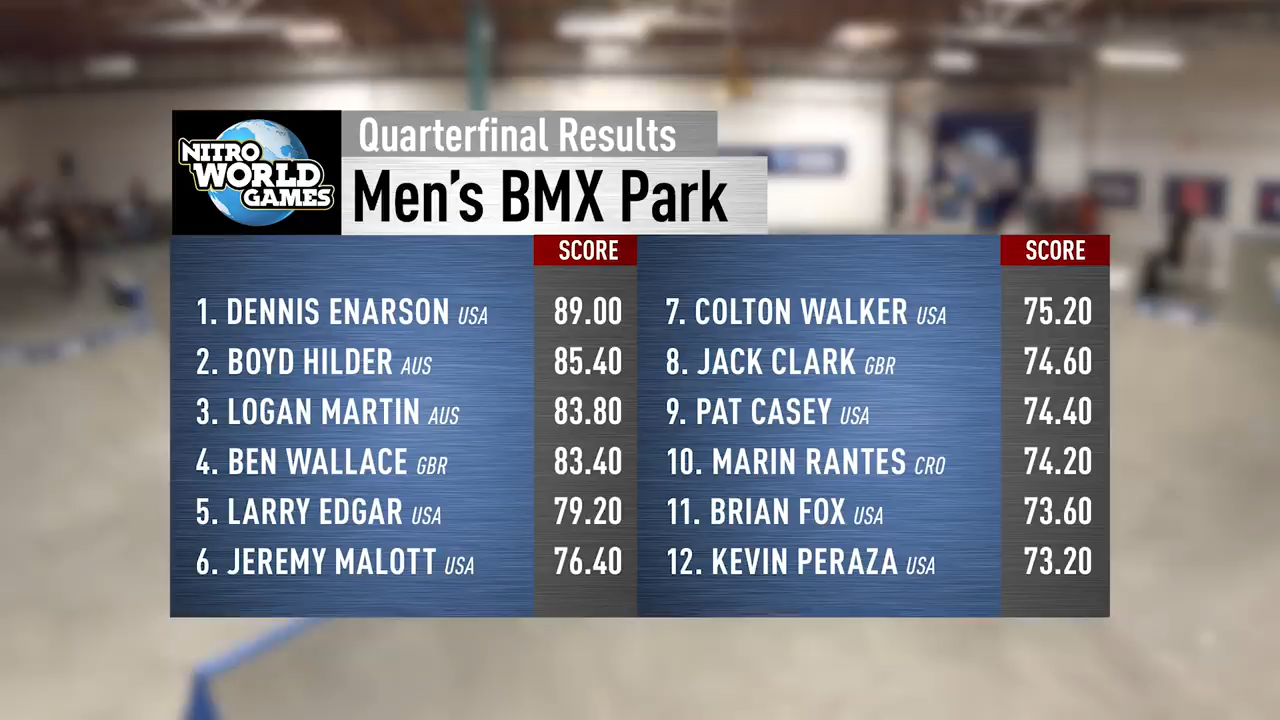 NITRO
WORLD
GAMES
Quarterfinal Results
Men's BMX Park
SCORE
1. DENNIS ENARSON USA 89.00
2. BOYD HILDER AUS 85.40
3. LOGAN MARTIN AUS 83.80
4. BEN WALLACE GBR 83.40
5. LARRY EDGAR USA 79.20
6. JEREMY MALOTT USA 76.40
SCORE
7. COLTON WALKER USA 75.20
8. JACK CLARK GBR 74.60
9. PAT CASEY USA 74.40
10. MARIN RANTES CRO 74.20
11. BRIAN FOX USA 73.60
12. KEVIN PERAZA USA 73.20